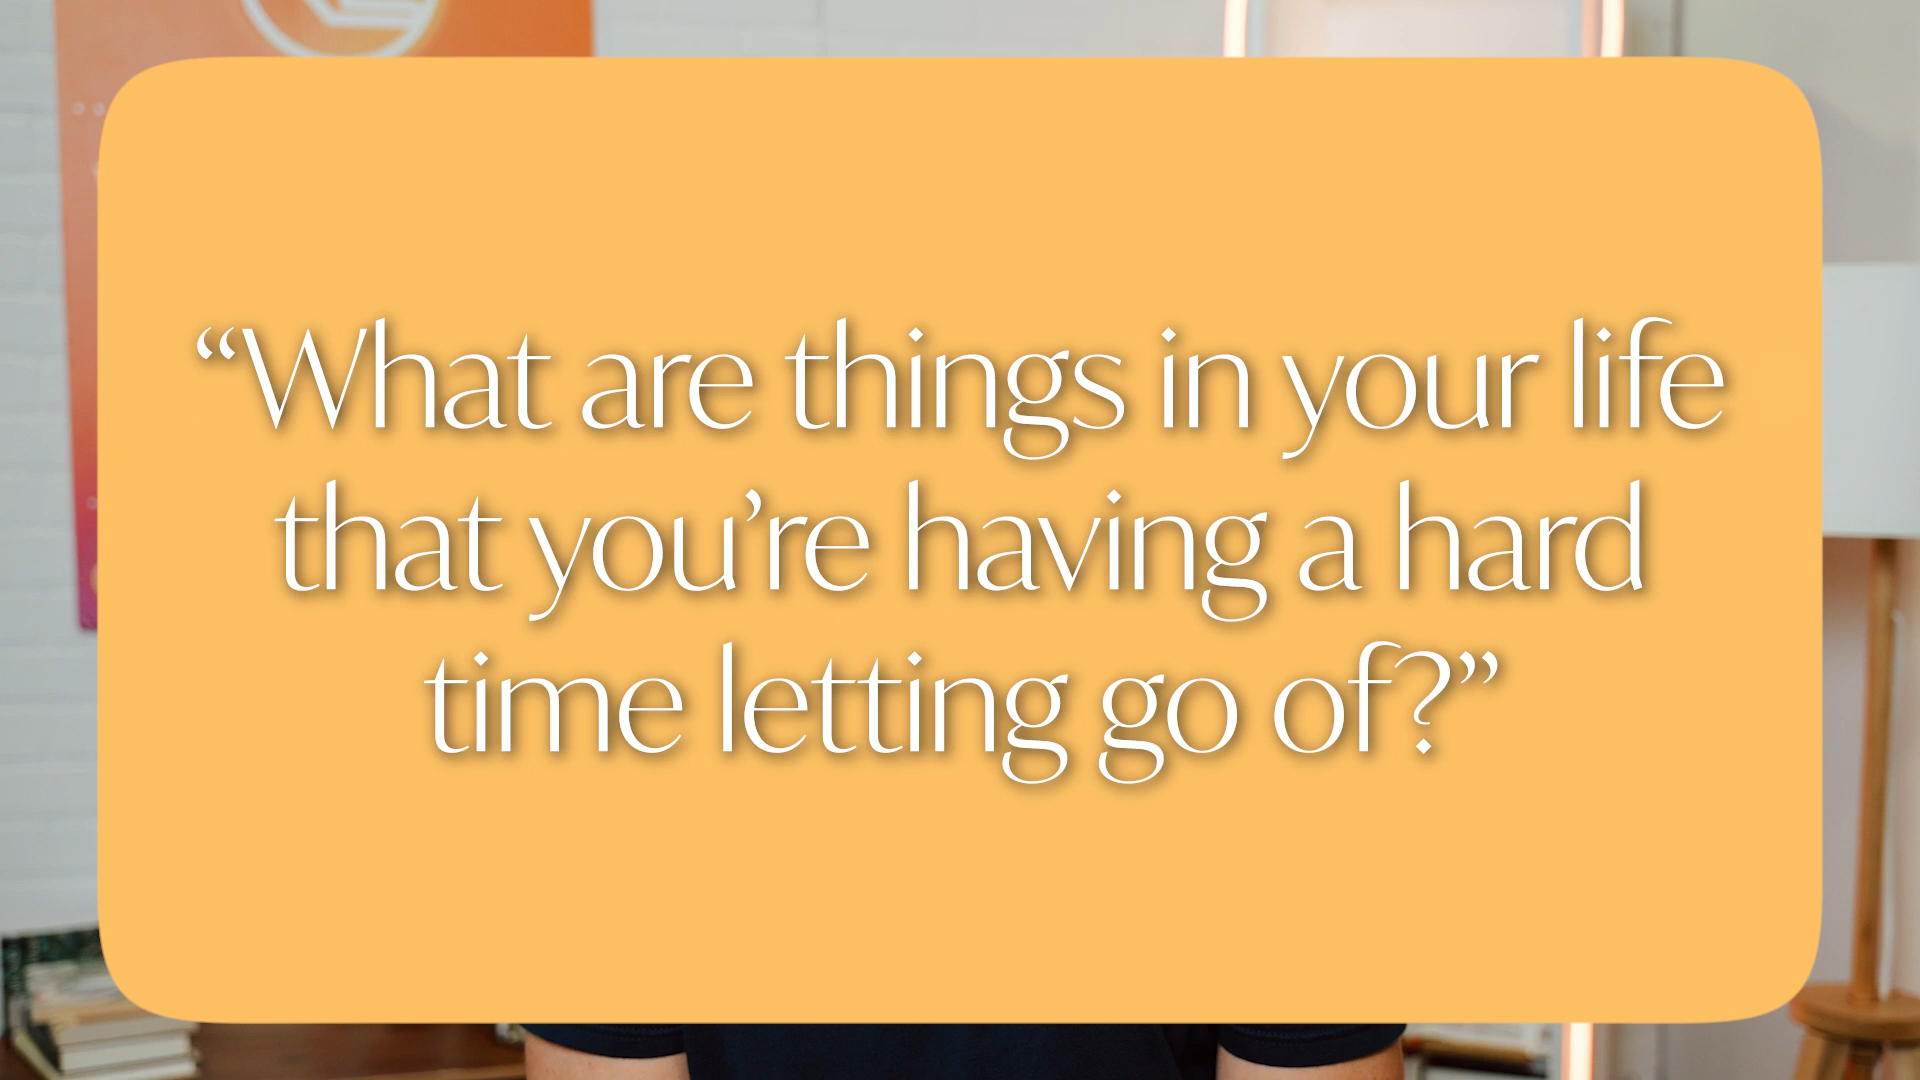 “What are things in your life
that you’re having a hard
time letting go of?”